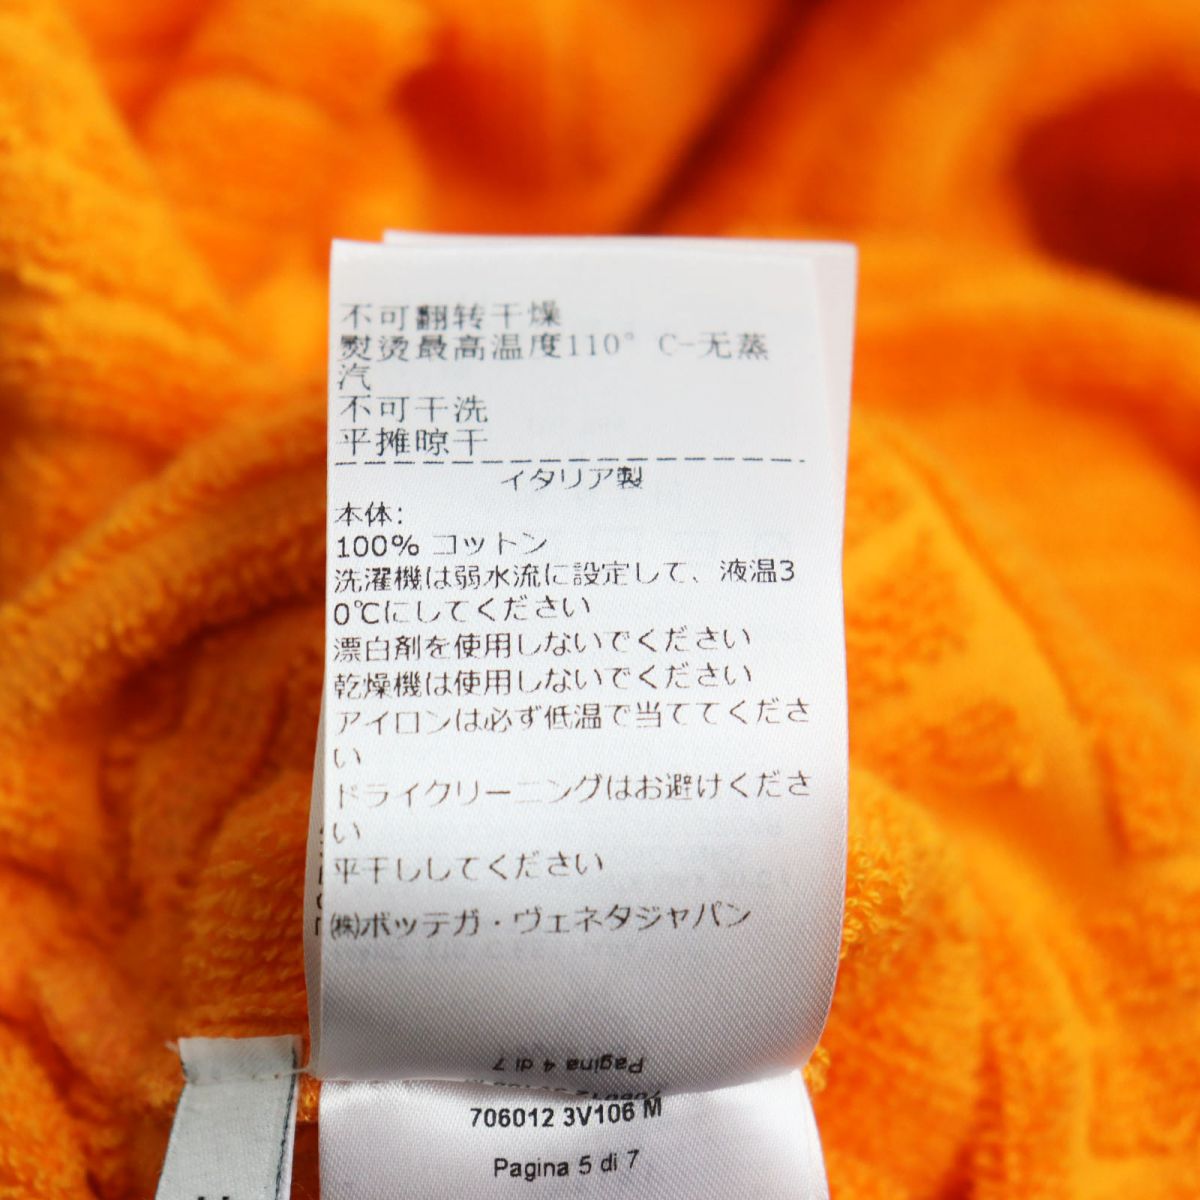 不可翻转干燥
熨烫最高温度110° C-无蒸
汽
不可干洗
平摊晾干
イタリア製
本体:
100% コットン
洗濯機は弱水流に設定して、液温3
0℃にしてください
漂白剤を使用しないでください
乾燥機は使用しないでください
アイロンは必ず低温で当ててくださ
い
ドライクリーニングはお避けくださ
い
平干ししてください
㈱ボッテガ・ヴェネタジャパン
Pagina 4 di 7
706012 3V106 M
Pagina 5 di 7